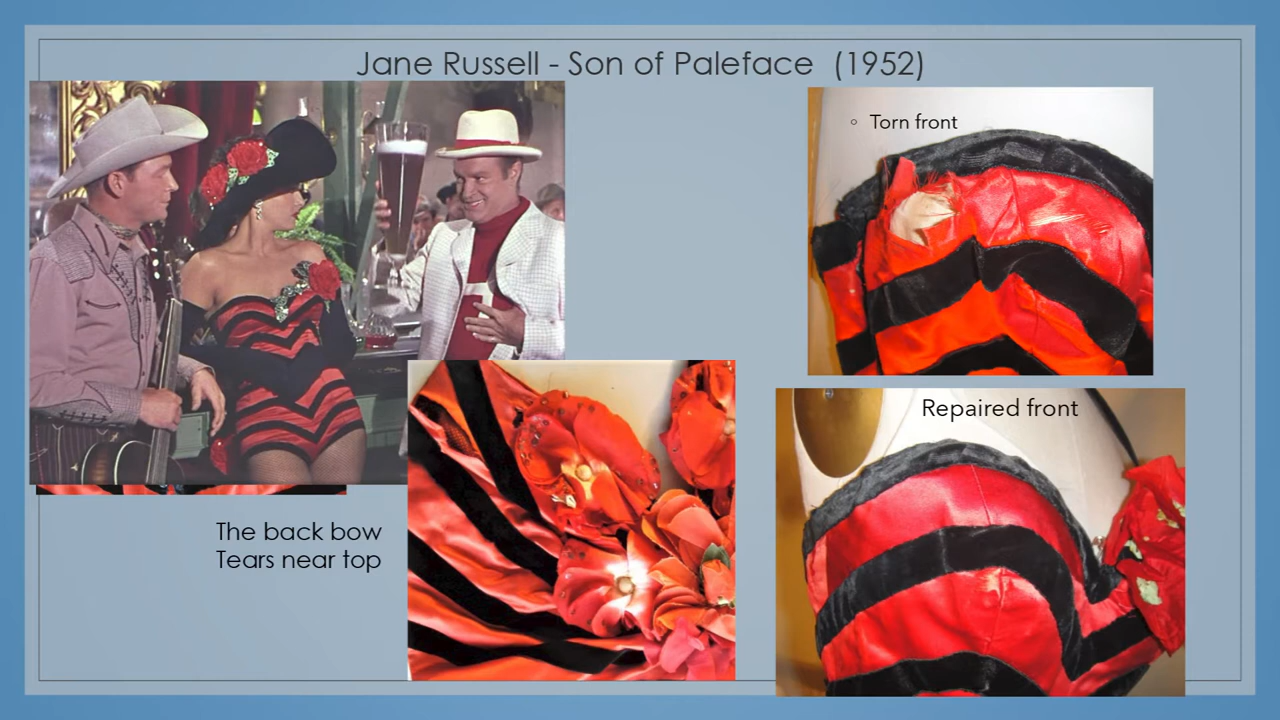 Jane Russell - Son of Paleface (1952)
◦ Torn front
Repaired front
The back bow
Tears near top